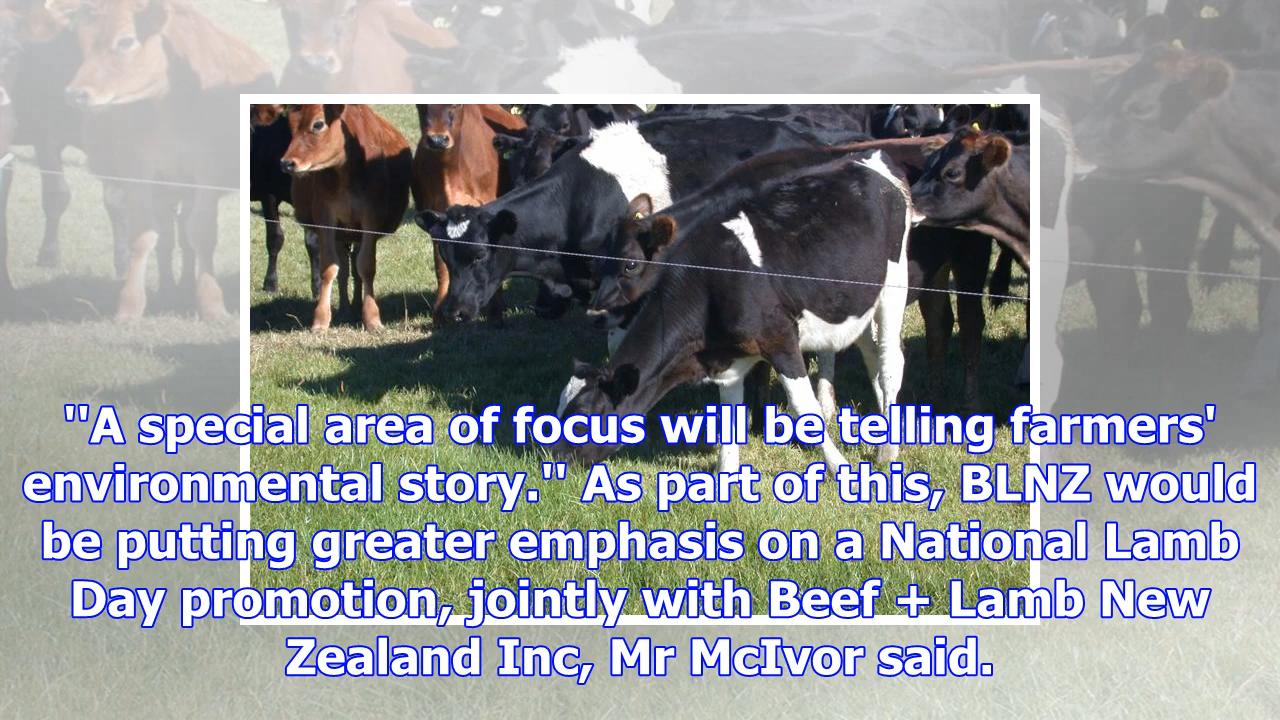 "A special area of focus will be telling farmers'
environmental story." As part of this, BLNZ would
be putting greater emphasis on a National Lamb
Day promotion, jointly with Beef + Lamb New
Zealand Inc, Mr McIvor said.